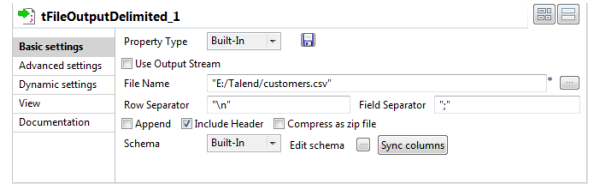 tFileOutputDelimited_1
Basic settings
Advanced settings
Dynamic settings
View
Documentation
Property Type Built-In
Use Output Stream
File Name "E:/Talend/customers.csv" * ...
Row Separator "\n" Field Separator ";"
Append Include Header Compress as zip file
Schema Built-In Edit schema ... Sync columns